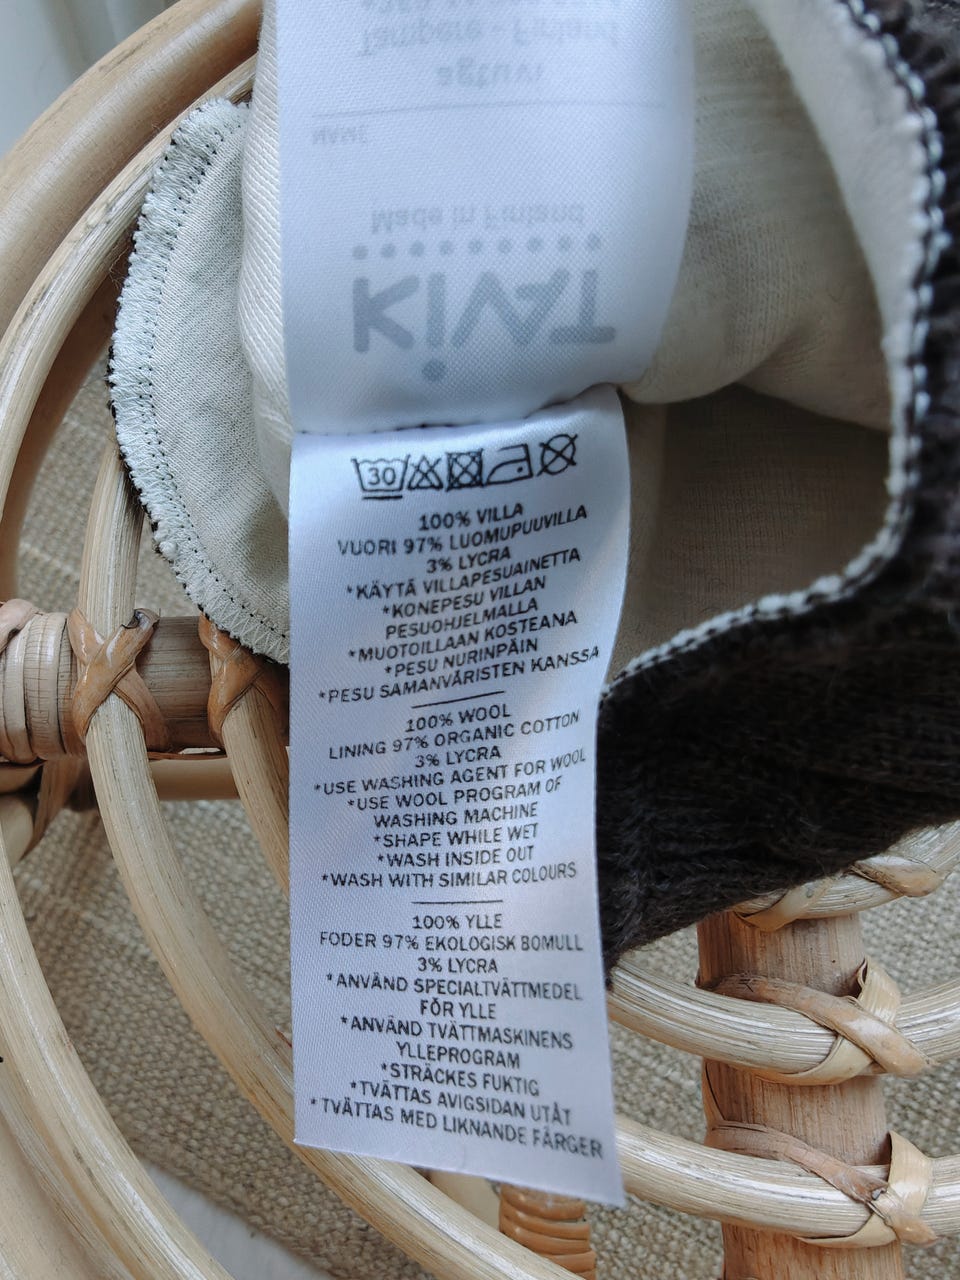 KiVAT
Made in Finland
NAME
Tampere - Finland
30
100% VILLA
VUORI 97% LUOMUPUUVILLA
3% LYCRA
*KÄYTÄ VILLAPESUAINETTA
*KONEPESU VILLAN
PESUOHJELMALLA
*MUOTOILLAAN KOSTEANA
*PESU NURINPÄIN
*PESU SAMANVÄRISTEN KANSSA
100% WOOL
LINING 97% ORGANIC COTTON
3% LYCRA
*USE WASHING AGENT FOR WOOL
*USE WOOL PROGRAM OF
WASHING MACHINE
*SHAPE WHILE WET
*WASH INSIDE OUT
*WASH WITH SIMILAR COLOURS
100% YLLE
FODER 97% EKOLOGISK BOMULL
3% LYCRA
*ANVÄND SPECIALTVÄTTMEDEL
FÖR YLLE
*ANVÄND TVÄTTMASKINENS
YLLEPROGRAM
*STRÄCKES FUKTIG
*TVÄTTAS AVIGSIDAN UTÅT
*TVÄTTAS MED LIKNANDE FÄRGER